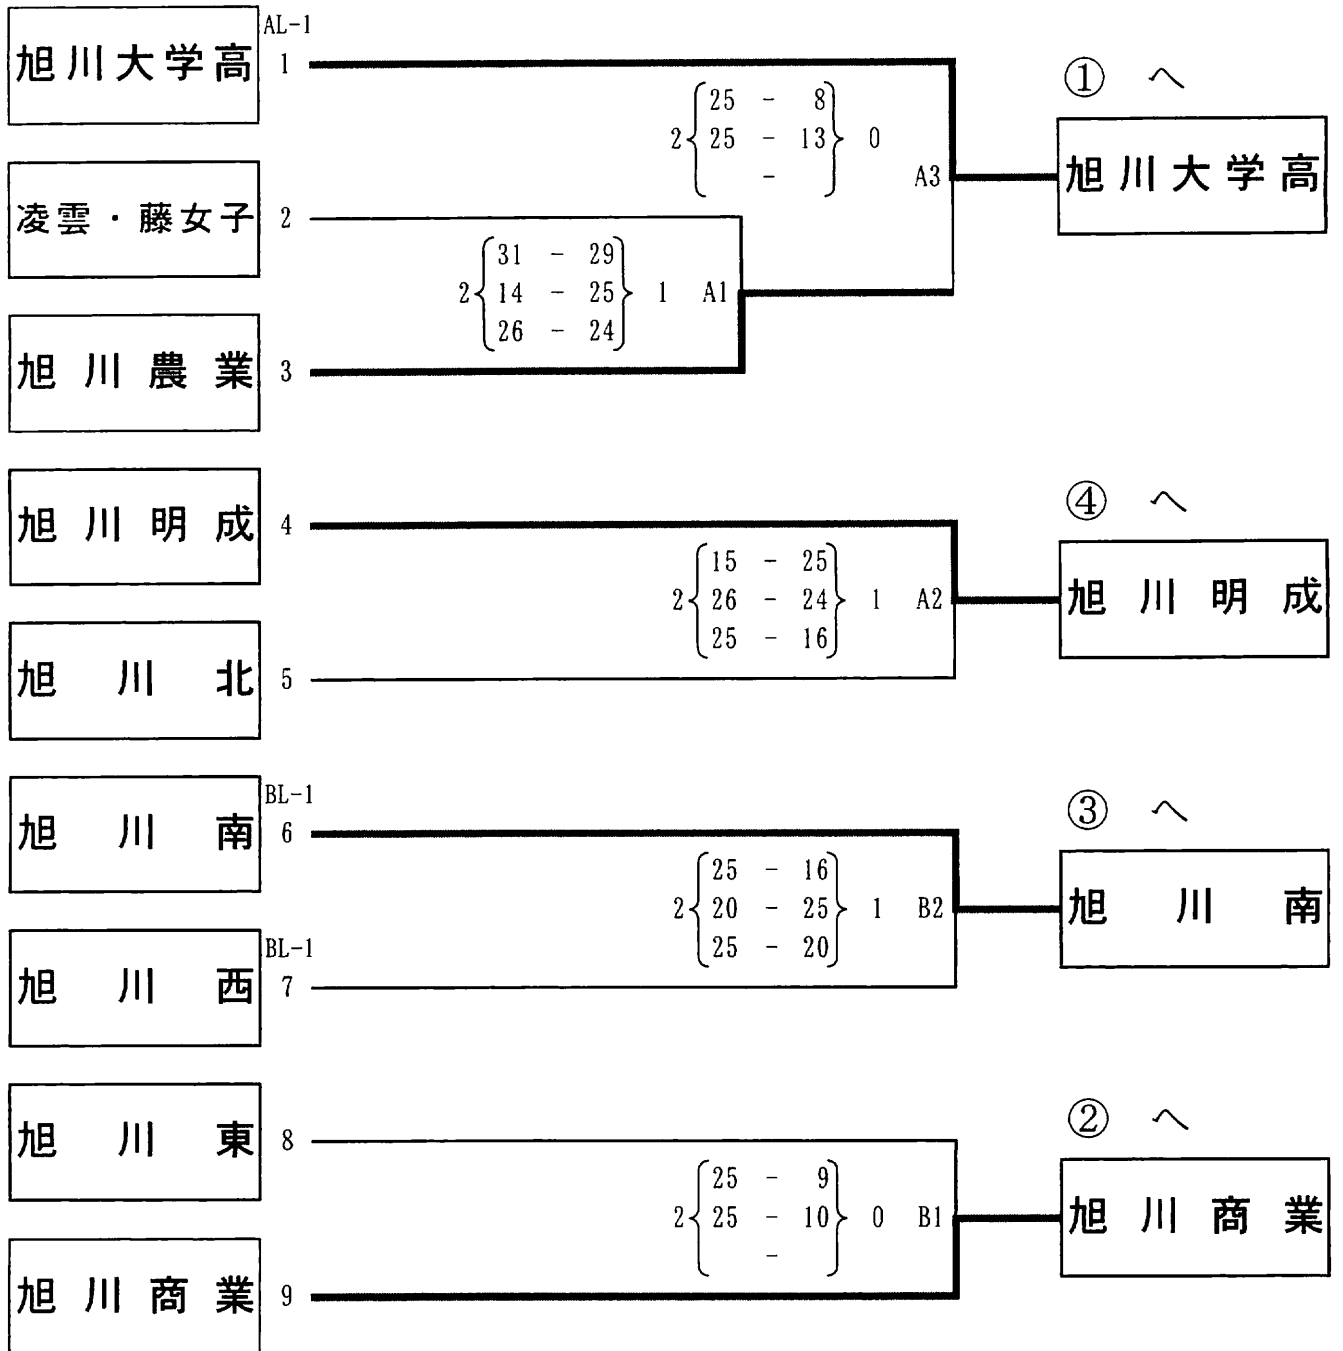 AL-1
旭川大学高 1
① へ
25 - 8
2 25 - 13 0
-
A3
旭川大学高
凌雲・藤女子 2
31 - 29
2 14 - 25 1 A1
26 - 24
旭川農業 3
旭川明成 4
④ へ
15 - 25
2 26 - 24 1 A2
25 - 16
旭川明成
旭川北 5
BL-1
旭川南 6
③ へ
25 - 16
2 20 - 25 1 B2
25 - 20
旭川南
BL-1
旭川西 7
旭川東 8
② へ
25 - 9
2 25 - 10 0 B1
-
旭川商業
旭川商業 9